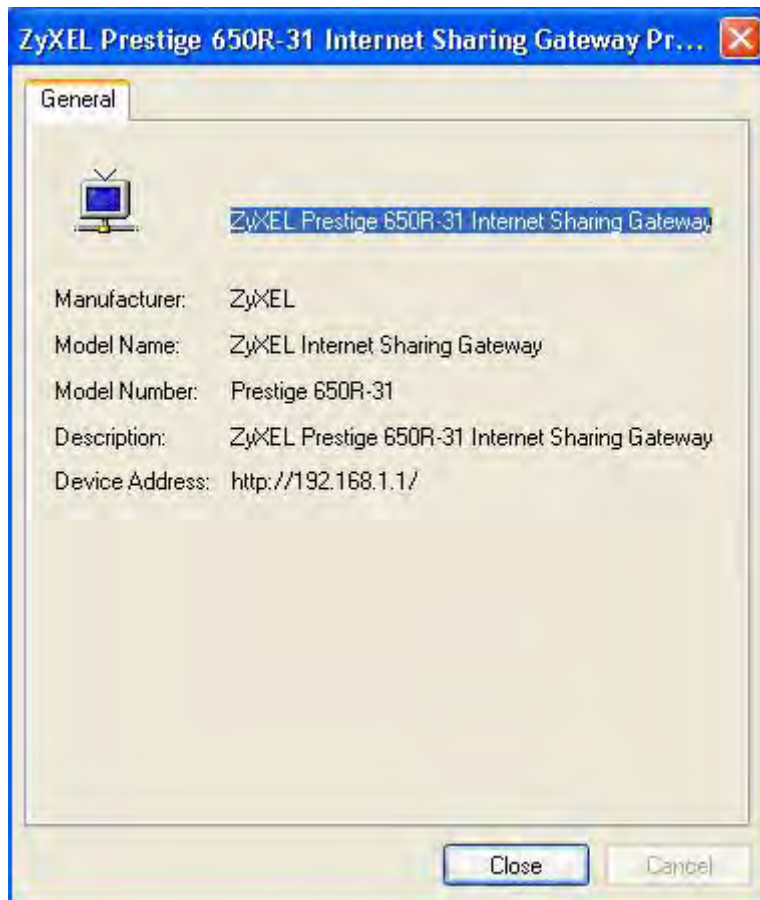 ZyXEL Prestige 650R-31 Internet Sharing Gateway Pr...
General
ZyXEL Prestige 650R-31 Internet Sharing Gateway
Manufacturer: ZyXEL
Model Name: ZyXEL Internet Sharing Gateway
Model Number: Prestige 650R-31
Description: ZyXEL Prestige 650R-31 Internet Sharing Gateway
Device Address: http://192.168.1.1/
Close Cancel